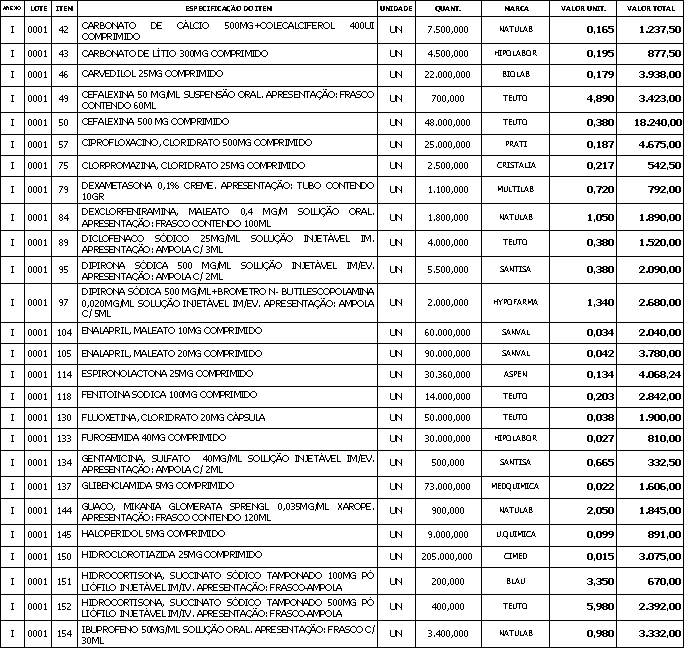 ANEXO LOTE ITEM ESPECIFICAÇÃO DO ITEM UNIDADE QUANT. MARCA VALOR UNIT. VALOR TOTAL
I 0001 42 CARBONATO DE CÁLCIO 500MG+COLECALCIFEROL 400UI COMPRIMIDO UN 7.500,000 NATULAB 0,165 1.237,50
I 0001 43 CARBONATO DE LÍTIO 300MG COMPRIMIDO UN 4.500,000 HIPOLABOR 0,195 877,50
I 0001 46 CARVEDILOL 25MG COMPRIMIDO UN 22.000,000 BIOLAB 0,179 3.938,00
I 0001 49 CEFALEXINA 50 MG/ML SUSPENSÃO ORAL. APRESENTAÇÃO: FRASCO CONTENDO 60ML UN 700,000 TEUTO 4,890 3.423,00
I 0001 50 CEFALEXINA 500 MG COMPRIMIDO UN 48.000,000 TEUTO 0,380 18.240,00
I 0001 57 CIPROFLOXACINO, CLORIDRATO 500MG COMPRIMIDO UN 25.000,000 PRATI 0,187 4.675,00
I 0001 75 CLORPROMAZINA, CLORIDRATO 25MG COMPRIMIDO UN 2.500,000 CRISTALIA 0,217 542,50
I 0001 79 DEXAMETASONA 0,1% CREME. APRESENTAÇÃO: TUBO CONTENDO 10GR UN 1.100,000 MULTILAB 0,720 792,00
I 0001 84 DEXCLORFENIRAMINA, MALEATO 0,4 MG/M SOLUÇÃO ORAL. APRESENTAÇÃO: FRASCO CONTENDO 100ML UN 1.800,000 NATULAB 1,050 1.890,00
I 0001 89 DICLOFENACO SÓDICO 25MG/ML SOLUÇÃO INJETÁVEL IM. APRESENTAÇÃO: AMPOLA C/ 3ML UN 4.000,000 TEUTO 0,380 1.520,00
I 0001 95 DIPIRONA SÓDICA 500 MG/ML SOLUÇÃO INJETÁVEL IM/EV. APRESENTAÇÃO: AMPOLA C/ 2ML UN 5.500,000 SANTISA 0,380 2.090,00
I 0001 97 DIPIRONA SÓDICA 500 MG/ML+BROMETRO N- BUTILESCOPOLAMINA 0,020MG/ML SOLUÇÃO INJETÁVEL IM/EV. APRESENTAÇÃO: AMPOLA C/ 5ML UN 2.000,000 HYPOFARMA 1,340 2.680,00
I 0001 104 ENALAPRIL, MALEATO 10MG COMPRIMIDO UN 60.000,000 SANVAL 0,034 2.040,00
I 0001 105 ENALAPRIL, MALEATO 20MG COMPRIMIDO UN 90.000,000 SANVAL 0,042 3.780,00
I 0001 114 ESPIRONOLACTONA 25MG COMPRIMIDO UN 30.360,000 ASPEN 0,134 4.068,24
I 0001 118 FENITOINA SODICA 100MG COMPRIMIDO UN 14.000,000 TEUTO 0,203 2.842,00
I 0001 130 FLUOXETINA, CLORIDRATO 20MG CÁPSULA UN 50.000,000 TEUTO 0,038 1.900,00
I 0001 133 FUROSEMIDA 40MG COMPRIMIDO UN 30.000,000 HIPOLABOR 0,027 810,00
I 0001 134 GENTAMICINA, SULFATO 40MG/ML SOLUÇÃO INJETÁVEL IM/EV. APRESENTAÇÃO: AMPOLA C/ 2ML UN 500,000 SANTISA 0,665 332,50
I 0001 137 GLIBENCLAMIDA 5MG COMPRIMIDO UN 73.000,000 MEDQUIMICA 0,022 1.606,00
I 0001 144 GUACO, MIKANIA GLOMERATA SPRENGL 0,035MG/ML XAROPE. APRESENTAÇÃO: FRASCO CONTENDO 120ML UN 900,000 NATULAB 2,050 1.845,00
I 0001 145 HALOPERIDOL 5MG COMPRIMIDO UN 9.000,000 U.QUIMICA 0,099 891,00
I 0001 150 HIDROCLOROTIAZIDA 25MG COMPRIMIDO UN 205.000,000 CIMED 0,015 3.075,00
I 0001 151 HIDROCORTISONA, SUCCINATO SÓDICO TAMPONADO 100MG PÓ LIÓFILO INJETÁVEL IM/IV. APRESENTAÇÃO: FRASCO-AMPOLA UN 200,000 BLAU 3,350 670,00
I 0001 152 HIDROCORTISONA, SUCCINATO SÓDICO TAMPONADO 500MG PÓ LIÓFILO INJETÁVEL IM/IV. APRESENTAÇÃO: FRASCO-AMPOLA UN 400,000 TEUTO 5,980 2.392,00
I 0001 154 IBUPROFENO 50MG/ML SOLUÇÃO ORAL. APRESENTAÇÃO: FRASCO C/ 30ML UN 3.400,000 NATULAB 0,980 3.332,00